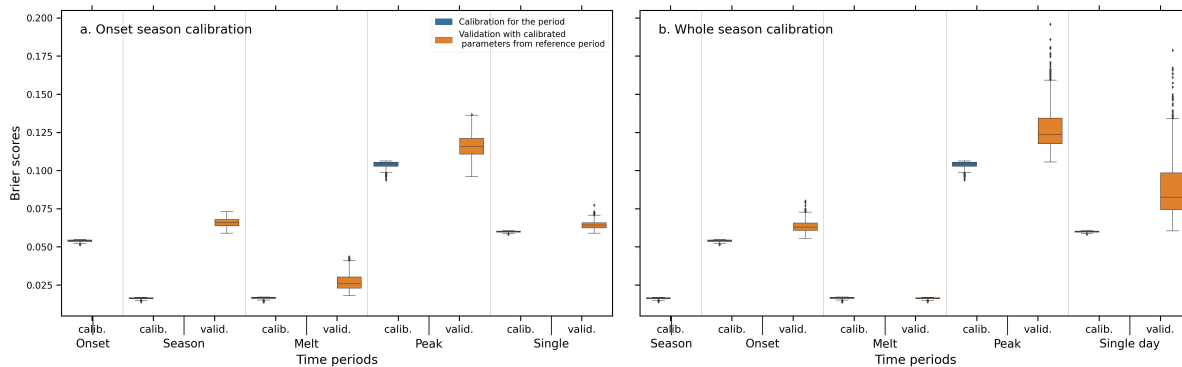 a. Onset season calibration
Calibration for the period
Validation with calibrated
parameters from reference period
b. Whole season calibration
0.200
0.175
0.150
0.125
0.100
0.075
0.050
0.025
Brier scores
calib. calib. valid. calib. valid. calib. valid. calib. valid.
Onset Season Melt Peak Single
Time periods
calib. calib. valid. calib. valid. calib. valid. calib. valid.
Season Onset Melt Peak Single day
Time periods